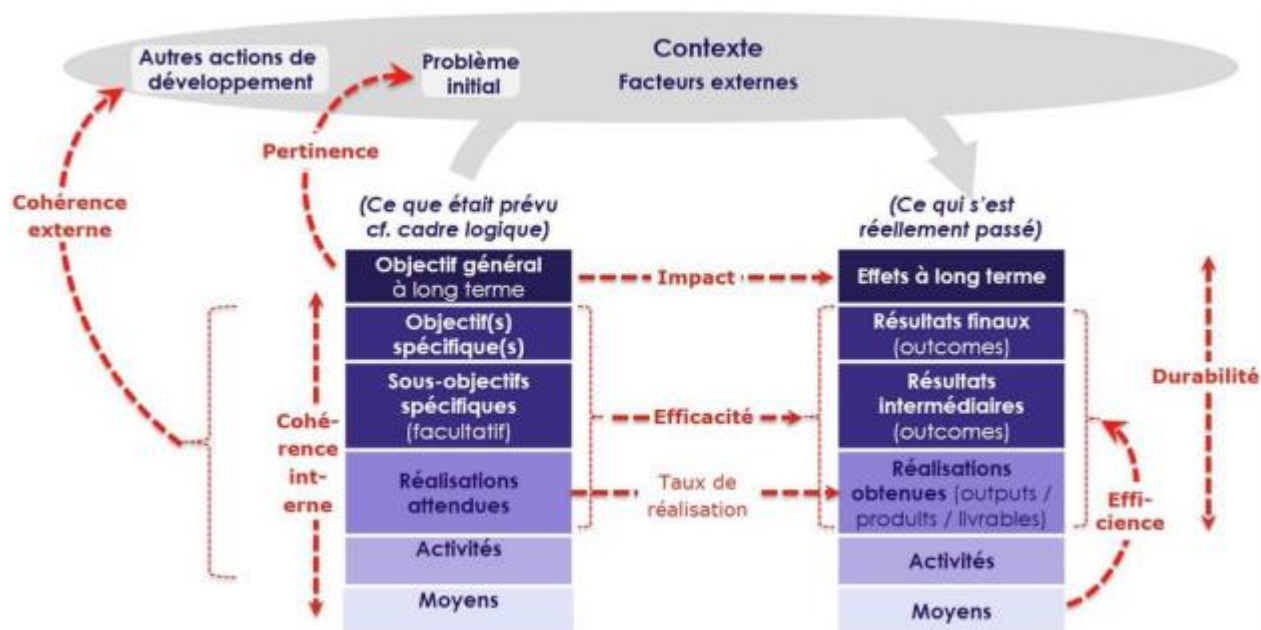 Contexte
Facteurs externes
Autres actions de
développement
Problème
initial
Pertinence
Cohérence
externe
(Ce que était prévu
cf. cadre logique)
(Ce qui s'est
réellement passé)
Objectif général
à long terme
Impact
Effets à long terme
Objectif(s)
spécifique(s)
Résultats finaux
(outcomes)
Sous-objectifs
spécifiques
(facultatif)
Efficacité
Résultats
intermédiaires
(outcomes)
Durabilité
Cohé-
rence
int-
erne
Réalisations
attendues
Taux de
réalisation
Réalisations
obtenues (outputs /
produits / livrables)
Effi-
cience
Activités
Activités
Moyens
Moyens